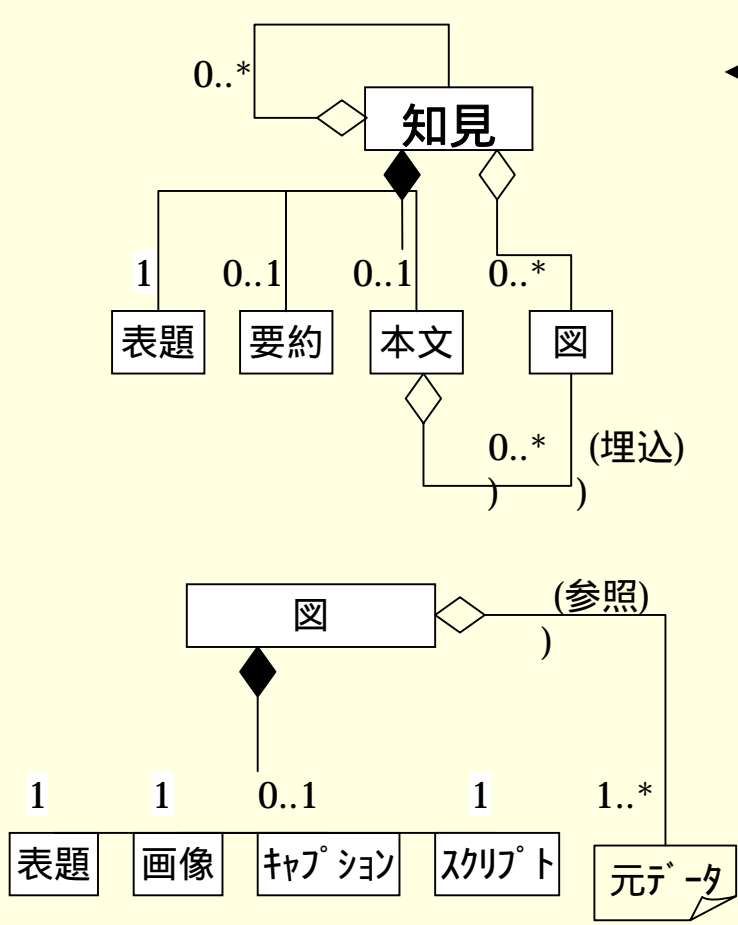 0..*
知見
1 0..1 0..1 0..*
表題 要約 本文 図
0..* (埋込)
) )
図 (参照)
)
1 1 0..1 1 1..*
表題 画像 ｷｬﾌﾟｼｮﾝ ｽｸﾘﾌﾟﾄ 元ﾃﾞｰﾀ